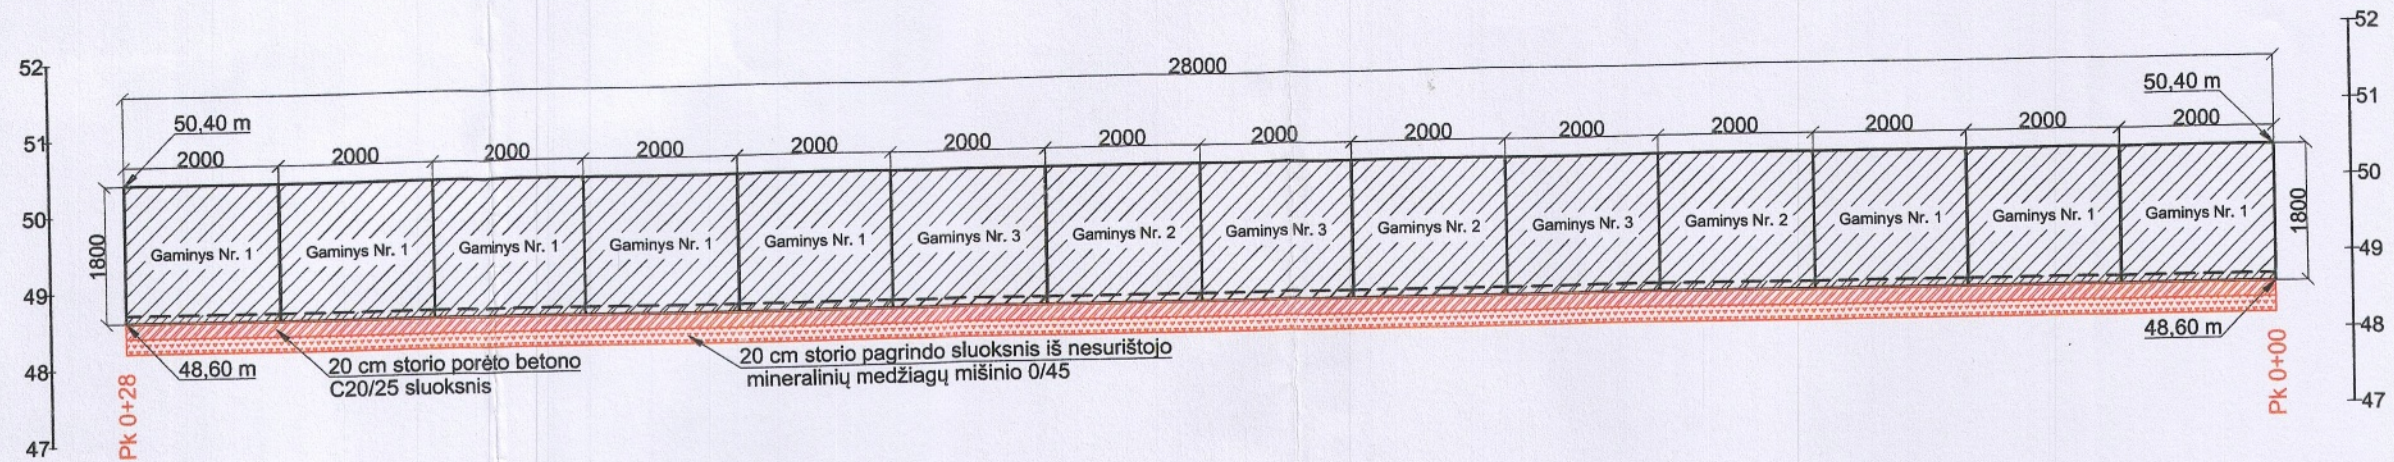 52
28000
52
50,40 m
51
50,40 m
51
2000 2000 2000 2000 2000 2000 2000 2000 2000 2000 2000 2000 2000 2000
50
50
1800
Gaminys Nr. 1 Gaminys Nr. 1 Gaminys Nr. 1 Gaminys Nr. 1 Gaminys Nr. 1 Gaminys Nr. 3 Gaminys Nr. 2 Gaminys Nr. 3 Gaminys Nr. 2 Gaminys Nr. 3 Gaminys Nr. 2 Gaminys Nr. 1 Gaminys Nr. 1 Gaminys Nr. 1
1800
49
49
48,60 m
20 cm storio porėto betono
C20/25 sluoksnis
20 cm storio pagrindo sluoksnis iš nesurištojo
mineralinių medžiagų mišinio 0/45
48,60 m
48
48
Pk 0+28
Pk 0+00
47
47